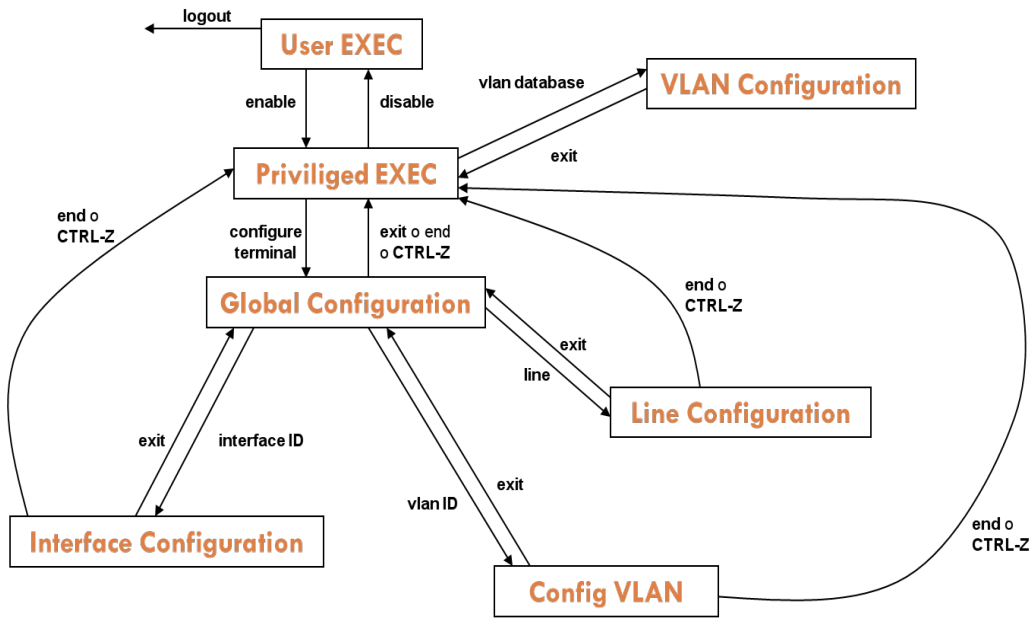 logout
User EXEC
enable
disable
vlan database
VLAN Configuration
exit
Priviliged EXEC
end o
CTRL-Z
configure
terminal
exit o end
o CTRL-Z
Global Configuration
end o
CTRL-Z
exit
line
Line Configuration
exit
interface ID
vlan ID
exit
Interface Configuration
end o
CTRL-Z
Config VLAN